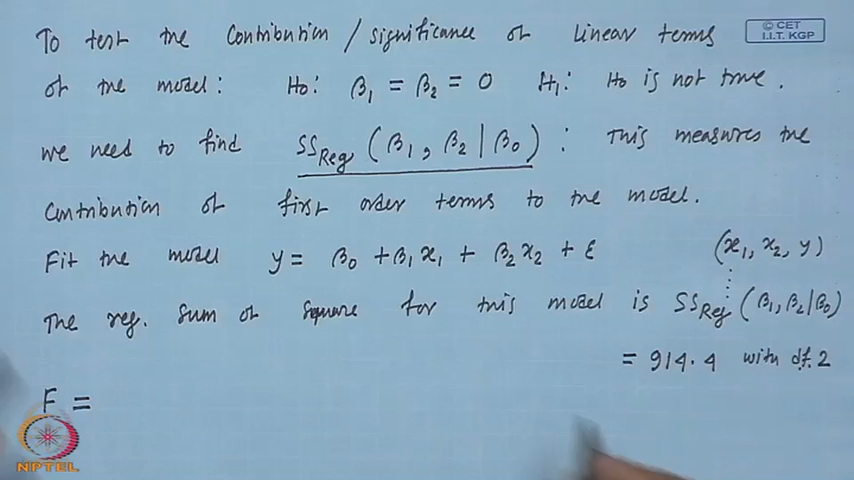 To test the Contribution / significance of linear terms
© CET
I.I.T. KGP
of the model : H₀ : β₁ = β₂ = 0 H₁ : H₀ is not true.
we need to find SS_Reg (β₁, β₂ | β₀) : This measures the
Contribution of first order terms to the model.
Fit the model y = β₀ + β₁x₁ + β₂x₂ + ε (x₁, x₂, y)
The reg. sum of square for this model is SS_Reg (β₁, β₂ | β₀)
= 914.4 with d.f. 2
F =
NPTEL